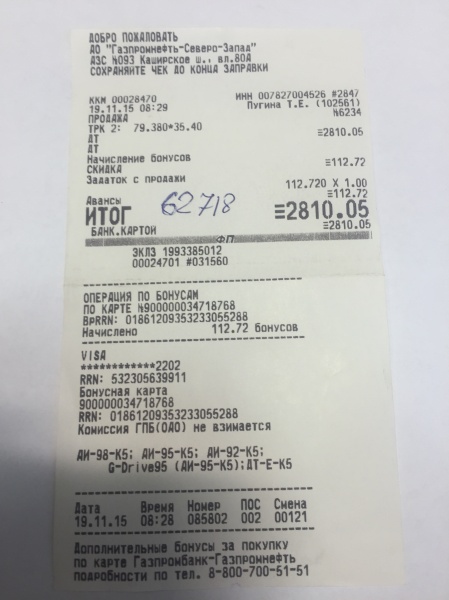 ДОБРО ПОЖАЛОВАТЬ
АО "Газпромнефть-Северо-Запад"
АЗС №093 Каширское ш., вл.80А
СОХРАНЯЙТЕ ЧЕК ДО КОНЦА ЗАПРАВКИ
ККМ 00028470 ИНН 007827004526 #2847
19.11.15 08:29 Пугина Т.Е. (102561)
ПРОДАЖА №6234
ТРК 2: 79.380*35.40
ДТ ≡2810.05
ДТ
Начисление бонусов ≡112.72
СКИДКА
Задаток с продажи 112.720 X 1.00
≡112.72
Авансы
ИТОГ 62718 ≡2810.05
БАНК.КАРТОЙ ≡2810.05
ФП
ЭКЛЗ 1993385012
00024701 #031560
ОПЕРАЦИЯ ПО БОНУСАМ
ПО КАРТЕ №900000034718768
ВрRRN: 01861209353233055288
Начислено 112.72 бонусов
VISA
************2202
RRN: 532305639911
Бонусная карта
900000034718768
RRN: 01861209353233055288
Комиссия ГПБ(ОАО) не взимается
АИ-98-К5; АИ-95-К5; АИ-92-К5;
G-Drive95 (АИ-95-К5);ДТ-Е-К5
Дата Время Номер ПОС Смена
19.11.15 08:28 085802 002 00121
Дополнительные бонусы за покупку
по карте Газпромбанк-Газпромнефть
подробности по тел. 8-800-700-51-51